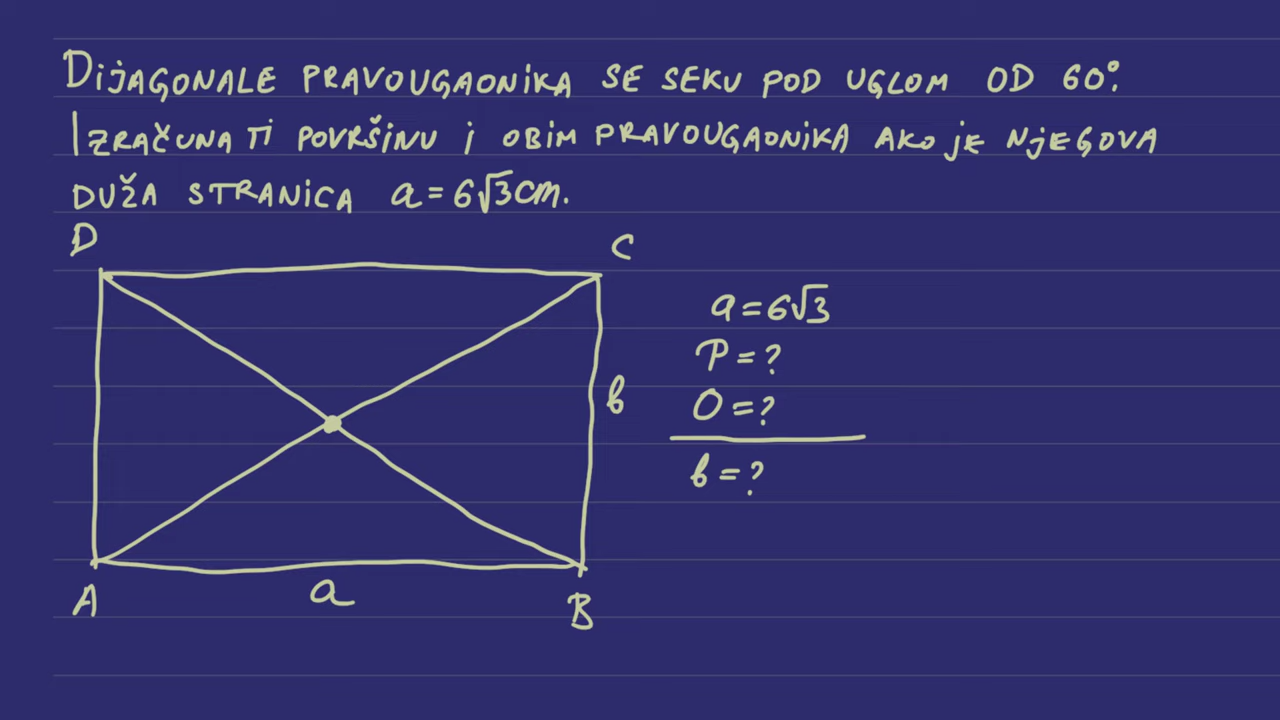 DIJAGONALE PRAVOUGAONIKA SE SEKU POD UGLOM OD 60°.
IZRAČUNATI POVRŠINU I OBIM PRAVOUGAONIKA AKO JE NJEGOVA
DUŽA STRANICA a = 6√3cm.
D
C
a = 6√3
P = ?
b
O = ?
b = ?
A
a
B